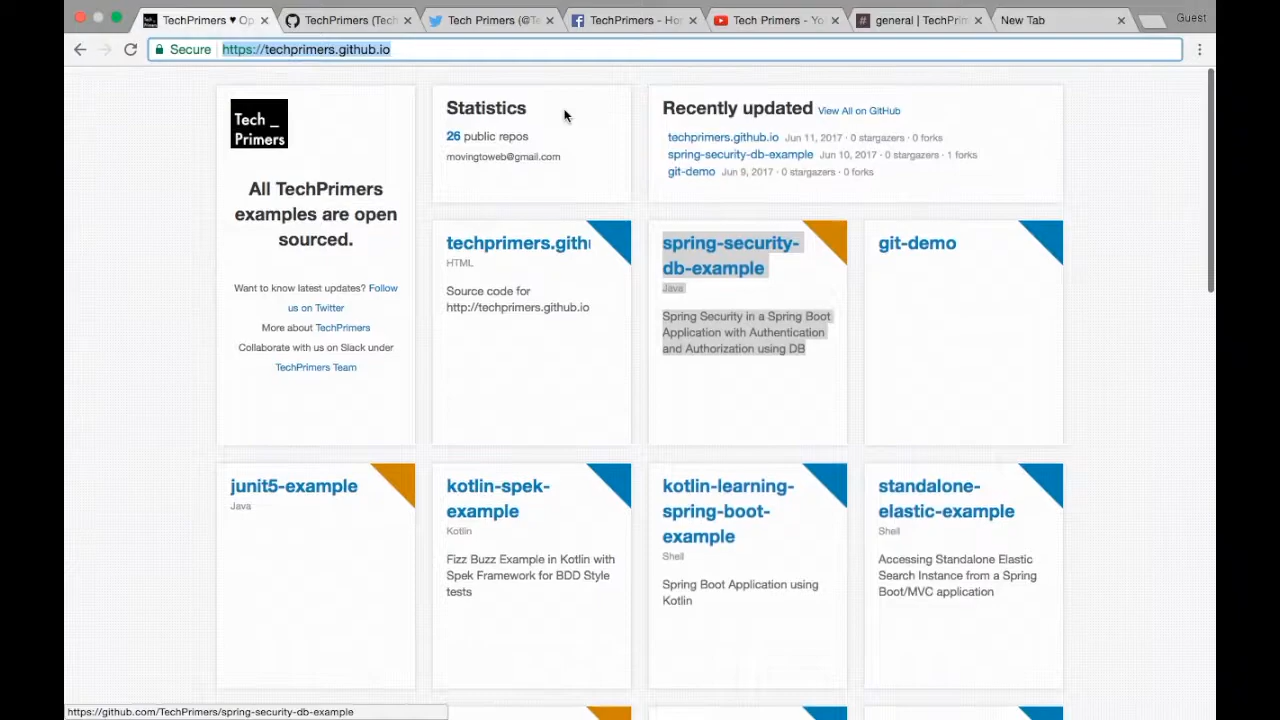 TechPrimers ♥ Op
TechPrimers (Tech
Tech Primers (@Te
TechPrimers - Hor
Tech Primers - Yo
general | TechPrim
New Tab
Guest
Secure
https://techprimers.github.io
Tech _
Primers
All TechPrimers
examples are open
sourced.
Want to know latest updates? Follow
us on Twitter
More about TechPrimers
Collaborate with us on Slack under
TechPrimers Team
Statistics
26 public repos
movingtoweb@gmail.com
Recently updated View All on GitHub
techprimers.github.io Jun 11, 2017 · 0 stargazers · 0 forks
spring-security-db-example Jun 10, 2017 · 0 stargazers · 1 forks
git-demo Jun 9, 2017 · 0 stargazers · 0 forks
techprimers.githu
HTML
Source code for
http://techprimers.github.io
spring-security-
db-example
Java
Spring Security in a Spring Boot
Application with Authentication
and Authorization using DB
git-demo
junit5-example
Java
kotlin-spek-
example
Kotlin
Fizz Buzz Example in Kotlin with
Spek Framework for BDD Style
tests
kotlin-learning-
spring-boot-
example
Shell
Spring Boot Application using
Kotlin
standalone-
elastic-example
Shell
Accessing Standalone Elastic
Search Instance from a Spring
Boot/MVC application
https://github.com/TechPrimers/spring-security-db-example